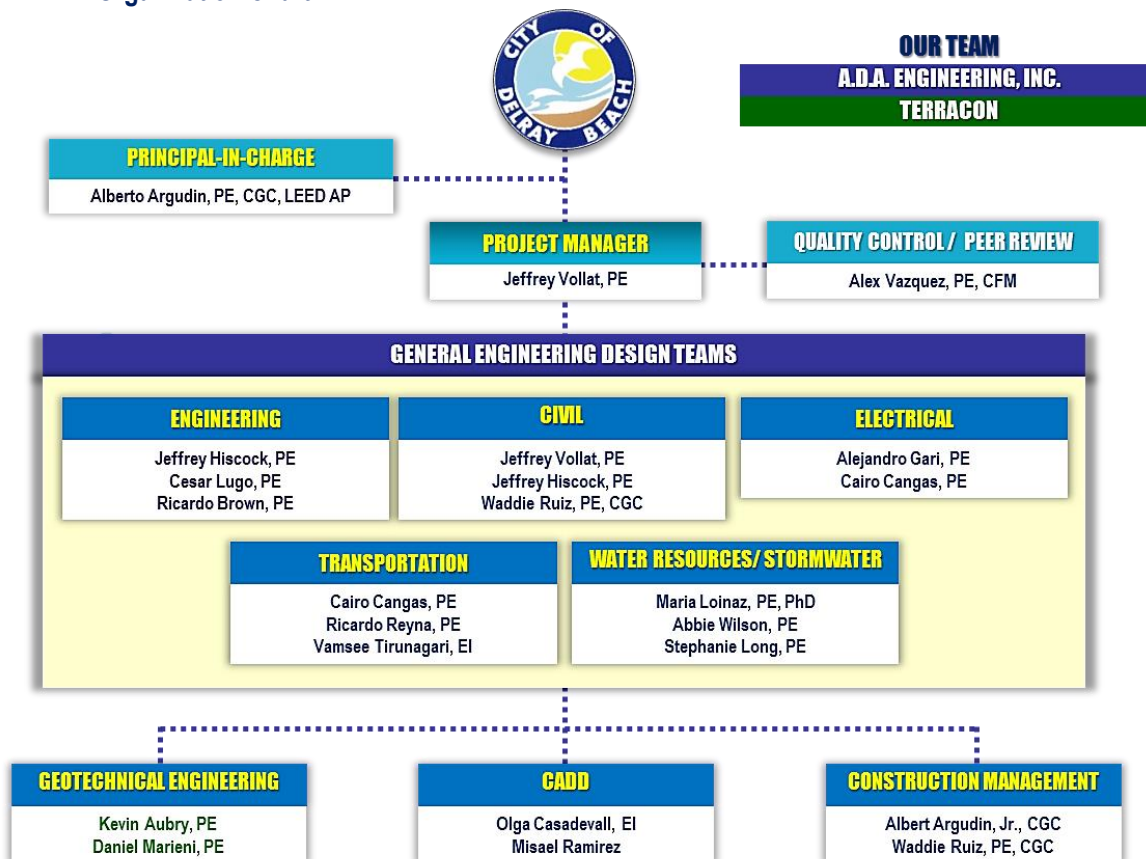 CITY OF
DELRAY BEACH
OUR TEAM
A.D.A. ENGINEERING, INC.
TERRACON
PRINCIPAL-IN-CHARGE
Alberto Argudin, PE, CGC, LEED AP
PROJECT MANAGER
Jeffrey Vollat, PE
QUALITY CONTROL / PEER REVIEW
Alex Vazquez, PE, CFM
GENERAL ENGINEERING DESIGN TEAMS
ENGINEERING
Jeffrey Hiscock, PE
Cesar Lugo, PE
Ricardo Brown, PE
CIVIL
Jeffrey Vollat, PE
Jeffrey Hiscock, PE
Waddie Ruiz, PE, CGC
ELECTRICAL
Alejandro Gari, PE
Cairo Cangas, PE
TRANSPORTATION
Cairo Cangas, PE
Ricardo Reyna, PE
Vamsee Tirunagari, EI
WATER RESOURCES/ STORMWATER
Maria Loinaz, PE, PhD
Abbie Wilson, PE
Stephanie Long, PE
GEOTECHNICAL ENGINEERING
Kevin Aubry, PE
Daniel Marieni, PE
CADD
Olga Casadevall, EI
Misael Ramirez
CONSTRUCTION MANAGEMENT
Albert Argudin, Jr., CGC
Waddie Ruiz, PE, CGC